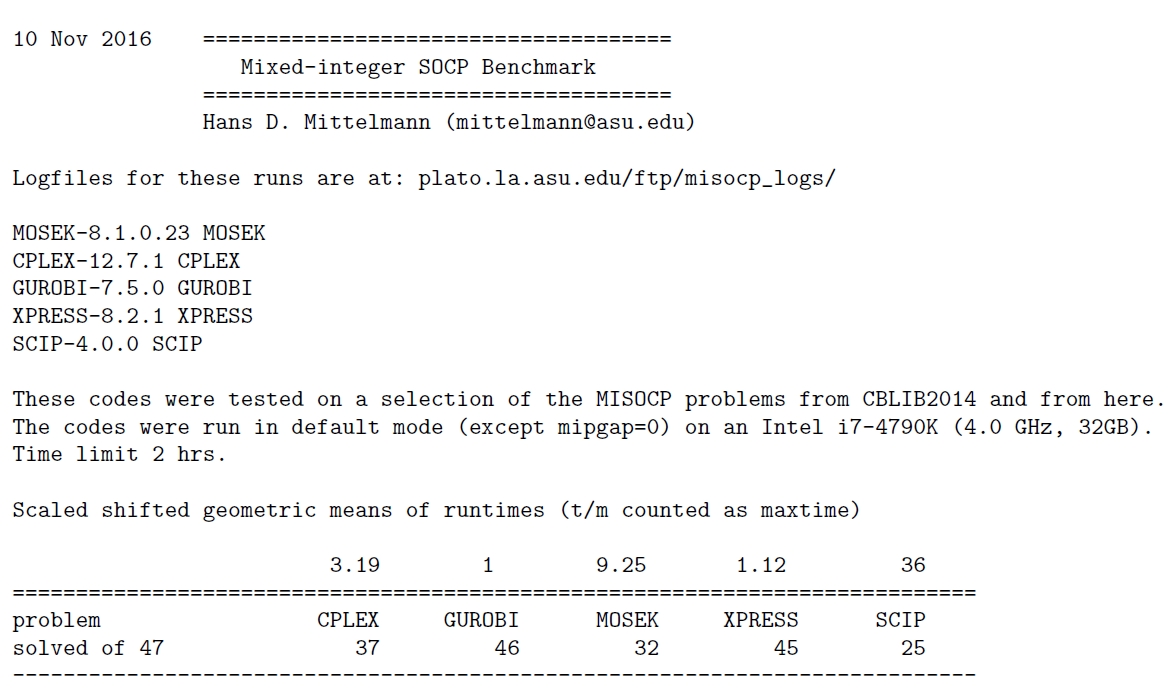 10 Nov 2016 =====================================
Mixed-integer SOCP Benchmark
=====================================
Hans D. Mittelmann (mittelmann@asu.edu)
Logfiles for these runs are at: plato.la.asu.edu/ftp/misocp_logs/
MOSEK-8.1.0.23 MOSEK
CPLEX-12.7.1 CPLEX
GUROBI-7.5.0 GUROBI
XPRESS-8.2.1 XPRESS
SCIP-4.0.0 SCIP
These codes were tested on a selection of the MISOCP problems from CBLIB2014 and from here.
The codes were run in default mode (except mipgap=0) on an Intel i7-4790K (4.0 GHz, 32GB).
Time limit 2 hrs.
Scaled shifted geometric means of runtimes (t/m counted as maxtime)
3.19 1 9.25 1.12 36
============================================================================
problem CPLEX GUROBI MOSEK XPRESS SCIP
solved of 47 37 46 32 45 25
----------------------------------------------------------------------------